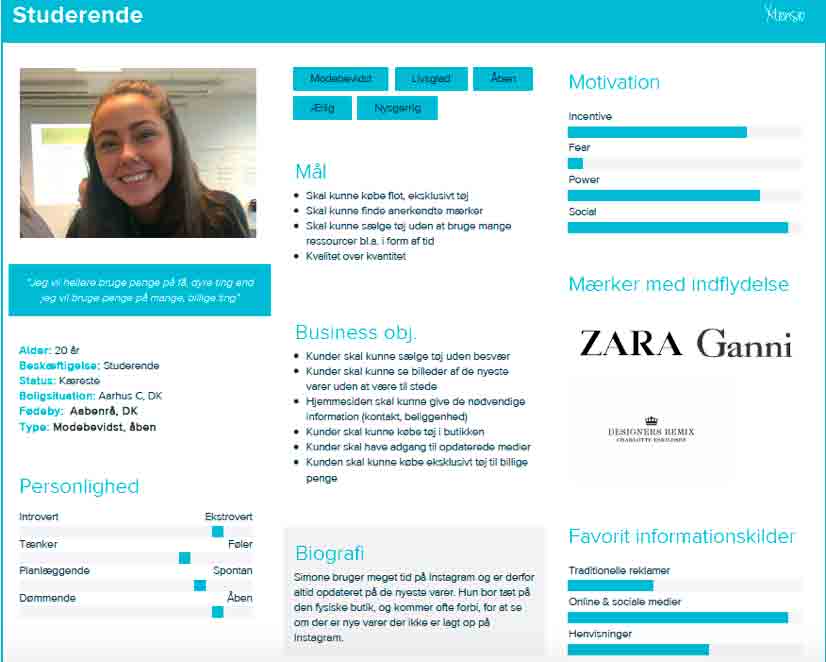 Studerende
Xtensio
"Jeg vil hellere bruge penge på få, dyre ting end
jeg vil bruge penge på mange, billige ting"
Alder: 20 år
Beskæftigelse: Studerende
Status: Kæreste
Boligsituation: Aarhus C, DK
Fødeby: Aabenrå, DK
Type: Modebevidst, åben
Personlighed
Introvert Ekstrovert
Tænker Føler
Planlæggende Spontan
Dømmende Åben
Modebevidst Livsglad Åben
Ærlig Nysgerrig
Mål
Skal kunne købe flot, eksklusivt tøj
Skal kunne finde anerkendte mærker
Skal kunne sælge tøj uden at bruge mange
ressourcer bl.a. i form af tid
Kvalitet over kvantitet
Business obj.
Kunder skal kunne sælge tøj uden besvær
Kunder skal kunne se billeder af de nyeste
varer uden at være til stede
Hjemmesiden skal kunne give de nødvendige
information (kontakt, beliggenhed)
Kunder skal kunne købe tøj i butikken
Kunder skal have adgang til opdaterede medier
Kunden skal kunne købe eksklusivt tøj til billige
penge
Biografi
Simone bruger meget tid på Instagram og er derfor
altid opdateret på de nyeste varer. Hun bor tæt på
den fysiske butik, og kommer ofte forbi, for at se
om der er nye varer der ikke er lagt op på
Instagram.
Motivation
Incentive
Fear
Power
Social
Mærker med indflydelse
ZARA Ganni
DESIGNERS REMIX
CHARLOTTE ESKILDSEN
Favorit informationskilder
Traditionelle reklamer
Online & sociale medier
Henvisninger